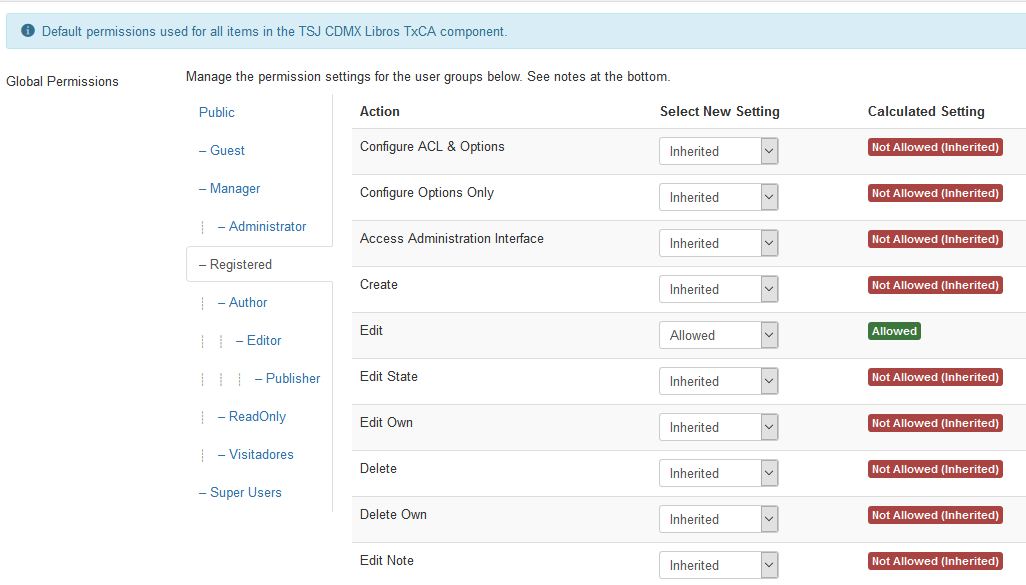 Default permissions used for all items in the TSJ CDMX Libros TxCA component.
Global Permissions
Manage the permission settings for the user groups below. See notes at the bottom.
Public
– Guest
– Manager
– Administrator
– Registered
– Author
– Editor
– Publisher
– ReadOnly
– Visitadores
– Super Users
Action Select New Setting Calculated Setting
Configure ACL & Options Inherited Not Allowed (Inherited)
Configure Options Only Inherited Not Allowed (Inherited)
Access Administration Interface Inherited Not Allowed (Inherited)
Create Inherited Not Allowed (Inherited)
Edit Allowed Allowed
Edit State Inherited Not Allowed (Inherited)
Edit Own Inherited Not Allowed (Inherited)
Delete Inherited Not Allowed (Inherited)
Delete Own Inherited Not Allowed (Inherited)
Edit Note Inherited Not Allowed (Inherited)